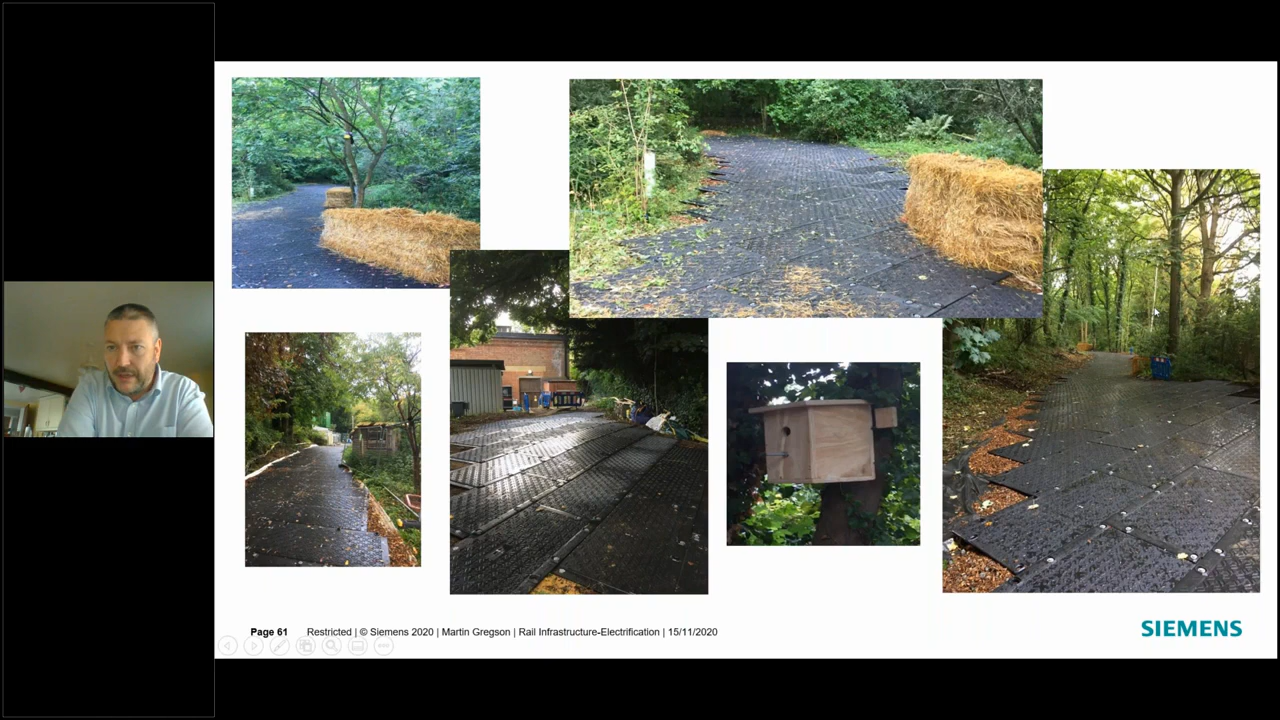 Page 61 Restricted | © Siemens 2020 | Martin Gregson | Rail Infrastructure-Electrification | 15/11/2020
SIEMENS